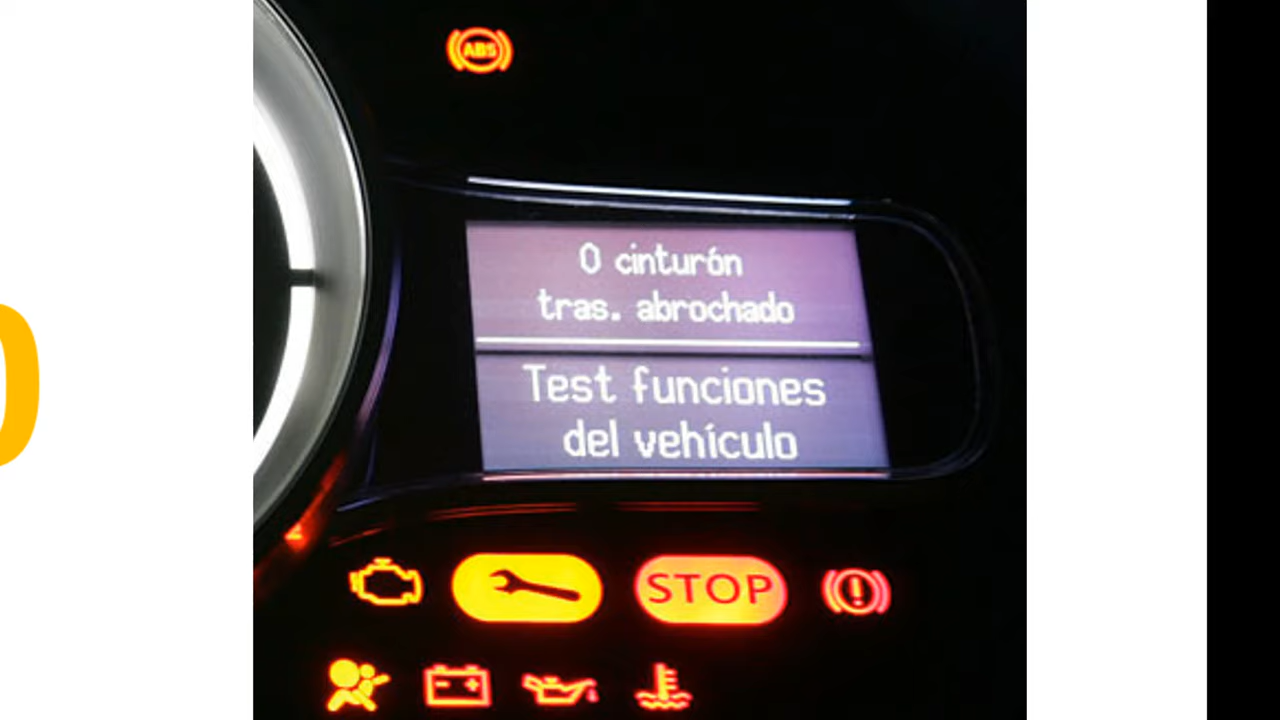 ABS
0 cinturón
tras. abrochado
Test funciones
del vehículo
STOP